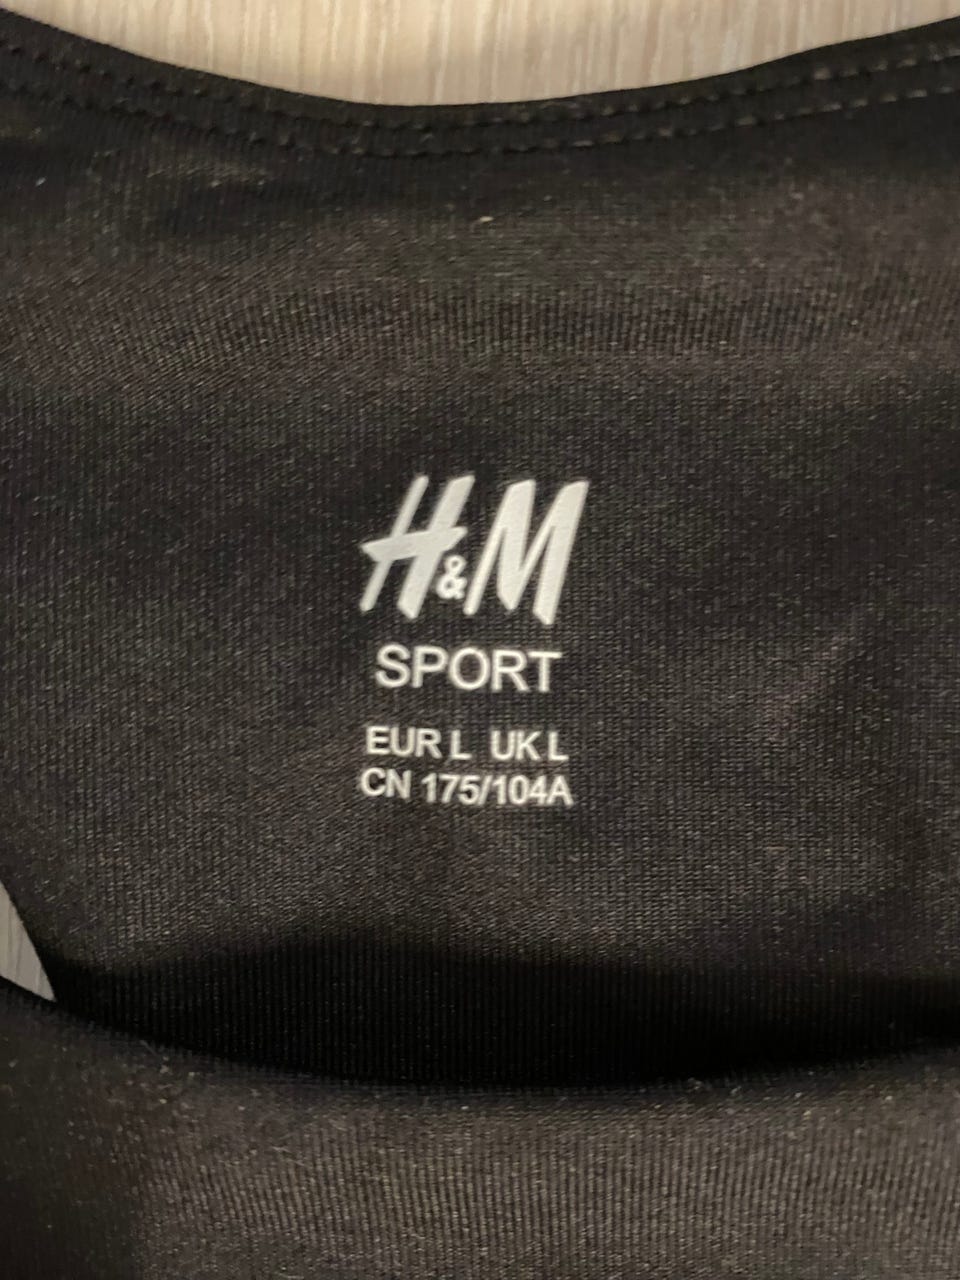 H&M
SPORT
EUR L UK L
CN 175/104A